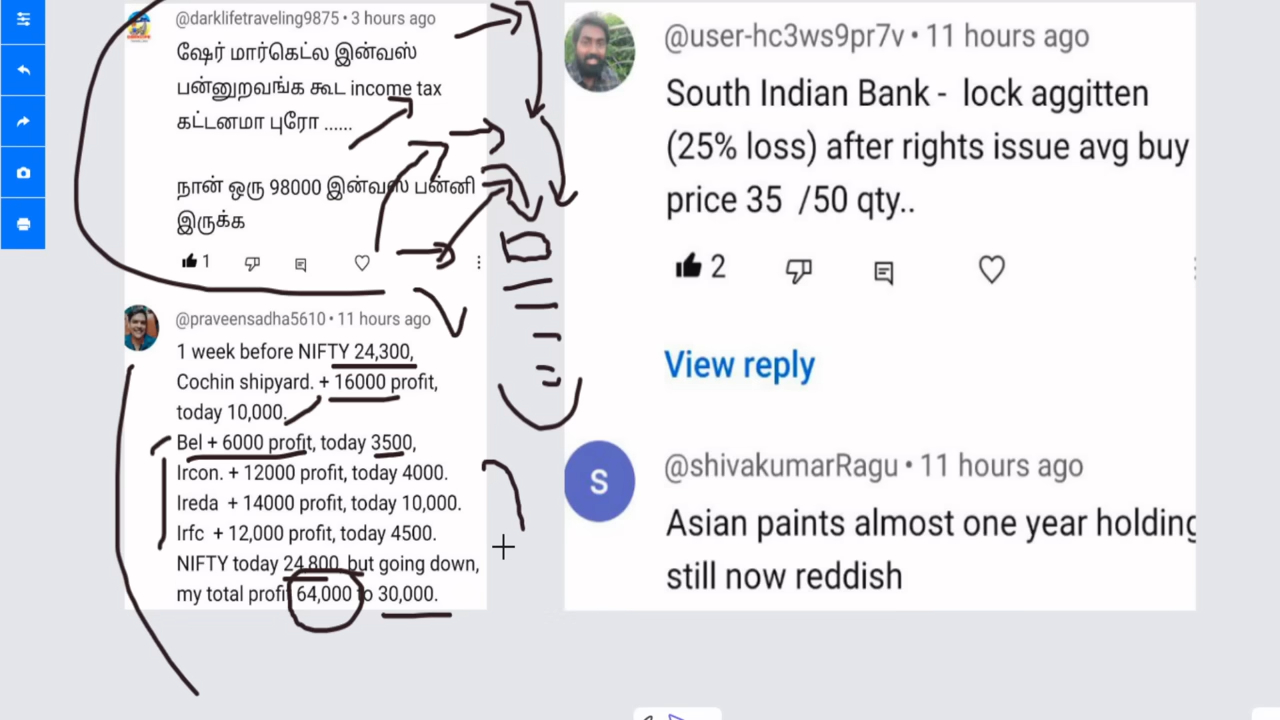 @darklifetraveling9875 • 3 hours ago
ஷேர் மார்கெட்ல இன்வஸ்
பன்னுறவங்க கூட income tax
கட்டனமா புரோ ......
நான் ஒரு 98000 இன்வஸ் பன்னி
இருக்க
1
@praveensadha5610 • 11 hours ago
1 week before NIFTY 24,300,
Cochin shipyard. + 16000 profit,
today 10,000.
Bel + 6000 profit, today 3500,
Ircon. + 12000 profit, today 4000.
Ireda + 14000 profit, today 10,000.
Irfc + 12,000 profit, today 4500.
NIFTY today 24,800, but going down,
my total profit 64,000 to 30,000.
@user-hc3ws9pr7v • 11 hours ago
South Indian Bank - lock aggitten
(25% loss) after rights issue avg buy
price 35 /50 qty..
2
View reply
S
@shivakumarRagu • 11 hours ago
Asian paints almost one year holding
still now reddish